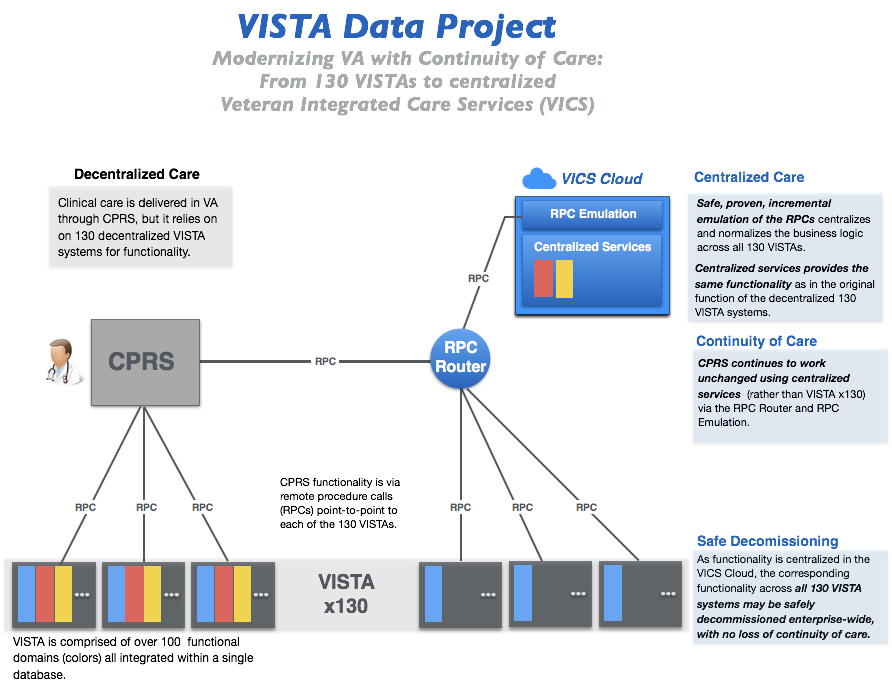 VISTA Data Project
Modernizing VA with Continuity of Care:
From 130 VISTAs to centralized
Veteran Integrated Care Services (VICS)
Decentralized Care
Clinical care is delivered in VA
through CPRS, but it relies on
on 130 decentralized VISTA
systems for functionality.
VICS Cloud
RPC Emulation
Centralized Services
Centralized Care
Safe, proven, incremental
emulation of the RPCs centralizes
and normalizes the business logic
across all 130 VISTAs.
Centralized services provides the
same functionality as in the original
function of the decentralized 130
VISTA systems.
RPC
CPRS
RPC
RPC
Router
Continuity of Care
CPRS continues to work
unchanged using centralized
services (rather than VISTA x130)
via the RPC Router and RPC
Emulation.
CPRS functionality is via
remote procedure calls
(RPCs) point-to-point to
each of the 130 VISTAs.
RPC
RPC
RPC
RPC
RPC
RPC
Safe Decomissioning
As functionality is centralized in the
VICS Cloud, the corresponding
functionality across all 130 VISTA
systems may be safely
decommissioned enterprise-wide,
with no loss of continuity of care.
...
...
...
VISTA
x130
...
...
...
VISTA is comprised of over 100 functional
domains (colors) all integrated within a single
database.